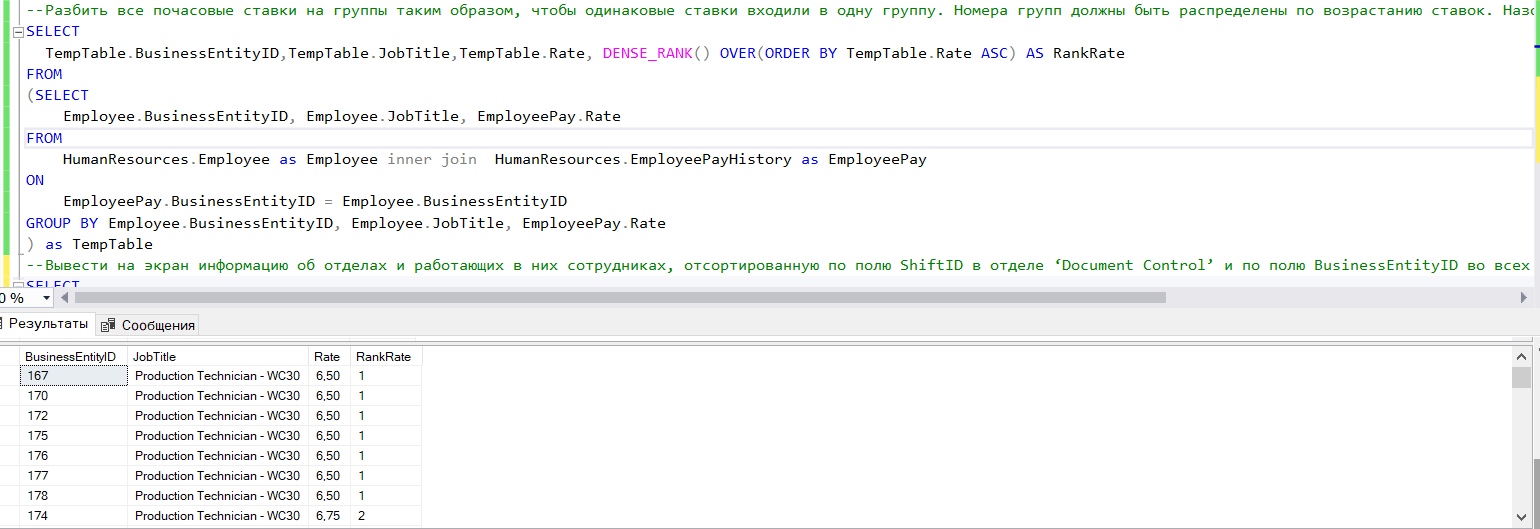 --Разбить все почасовые ставки на группы таким образом, чтобы одинаковые ставки входили в одну группу. Номера групп должны быть распределены по возрастанию ставок.
SELECT
TempTable.BusinessEntityID,TempTable.JobTitle,TempTable.Rate, DENSE_RANK() OVER(ORDER BY TempTable.Rate ASC) AS RankRate
FROM
(SELECT
Employee.BusinessEntityID, Employee.JobTitle, EmployeePay.Rate
FROM
HumanResources.Employee as Employee inner join HumanResources.EmployeePayHistory as EmployeePay
ON
EmployeePay.BusinessEntityID = Employee.BusinessEntityID
GROUP BY Employee.BusinessEntityID, Employee.JobTitle, EmployeePay.Rate
) as TempTable
--Вывести на экран информацию об отделах и работающих в них сотрудниках, отсортированную по полю ShiftID в отделе ‘Document Control’ и по полю BusinessEntityID во всех
SELECT
0 %
Результаты Сообщения
BusinessEntityID JobTitle Rate RankRate
167 Production Technician - WC30 6,50 1
170 Production Technician - WC30 6,50 1
172 Production Technician - WC30 6,50 1
175 Production Technician - WC30 6,50 1
176 Production Technician - WC30 6,50 1
177 Production Technician - WC30 6,50 1
178 Production Technician - WC30 6,50 1
174 Production Technician - WC30 6,75 2